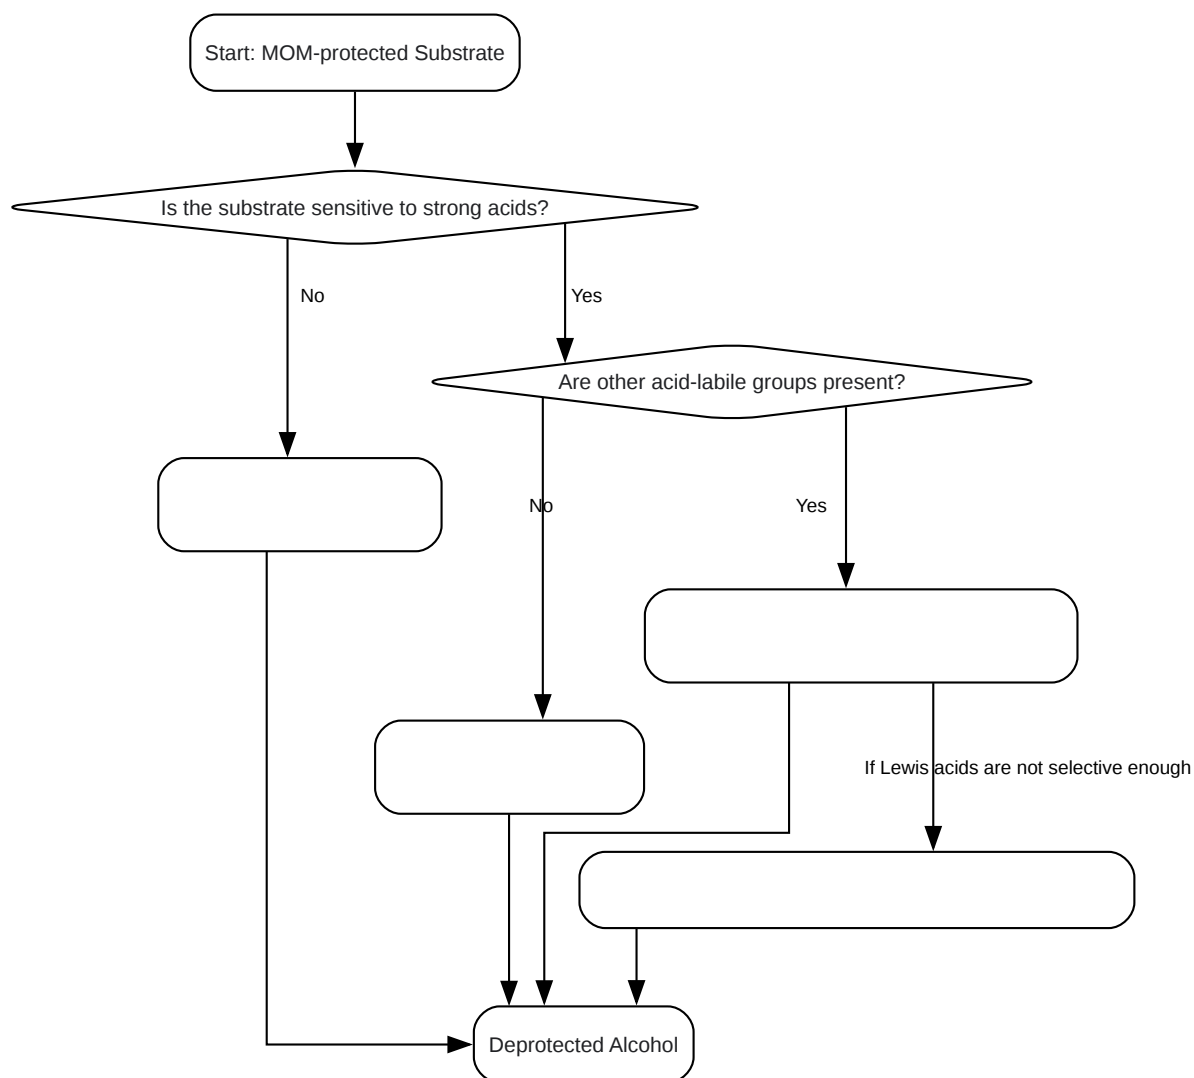 Start: MOM-protected Substrate
Is the substrate sensitive to strong acids?
No
Yes
Are other acid-labile groups present?
No
Yes
If Lewis acids are not selective enough
Deprotected Alcohol